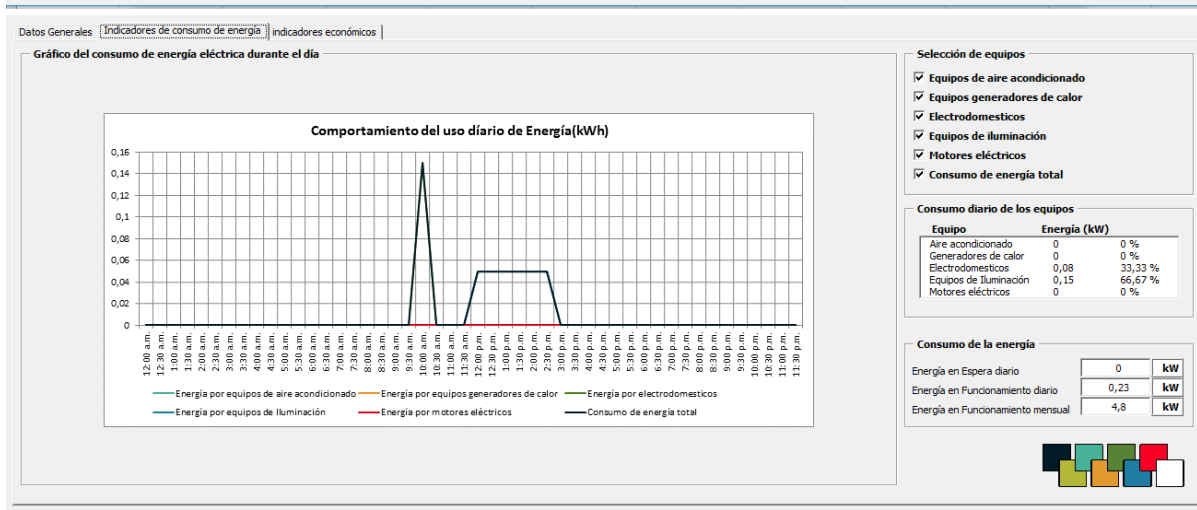 Datos Generales
Indicadores de consumo de energía
indicadores económicos
Gráfico del consumo de energía eléctrica durante el día
Comportamiento del uso díario de Energía(kWh)
0,16
0,14
0,12
0,1
0,08
0,06
0,04
0,02
0
12:00 a.m.
12:30 a.m.
1:00 a.m.
1:30 a.m.
2:00 a.m.
2:30 a.m.
3:00 a.m.
3:30 a.m.
4:00 a.m.
4:30 a.m.
5:00 a.m.
5:30 a.m.
6:00 a.m.
6:30 a.m.
7:00 a.m.
7:30 a.m.
8:00 a.m.
8:30 a.m.
9:00 a.m.
9:30 a.m.
10:00 a.m.
10:30 a.m.
11:00 a.m.
11:30 a.m.
12:00 p.m.
12:30 p.m.
1:00 p.m.
1:30 p.m.
2:00 p.m.
2:30 p.m.
3:00 p.m.
3:30 p.m.
4:00 p.m.
4:30 p.m.
5:00 p.m.
5:30 p.m.
6:00 p.m.
6:30 p.m.
7:00 p.m.
7:30 p.m.
8:00 p.m.
8:30 p.m.
9:00 p.m.
9:30 p.m.
10:00 p.m.
10:30 p.m.
11:00 p.m.
11:30 p.m.
Energía por equipos de aire acondicionado
Energía por equipos generadores de calor
Energía por electrodomesticos
Energía por equipos de Iluminación
Energía por motores eléctricos
Consumo de energía total
Selección de equipos
Equipos de aire acondicionado
Equipos generadores de calor
Electrodomesticos
Equipos de iluminación
Motores eléctricos
Consumo de energía total
Consumo diario de los equipos
Equipo Energía (kW)
Aire acondicionado 0 0 %
Generadores de calor 0 0 %
Electrodomesticos 0,08 33,33 %
Equipos de Iluminación 0,15 66,67 %
Motores eléctricos 0 0 %
Consumo de la energía
Energía en Espera diario 0 kW
Energía en Funcionamiento diario 0,23 kW
Energía en Funcionamiento mensual 4,8 kW